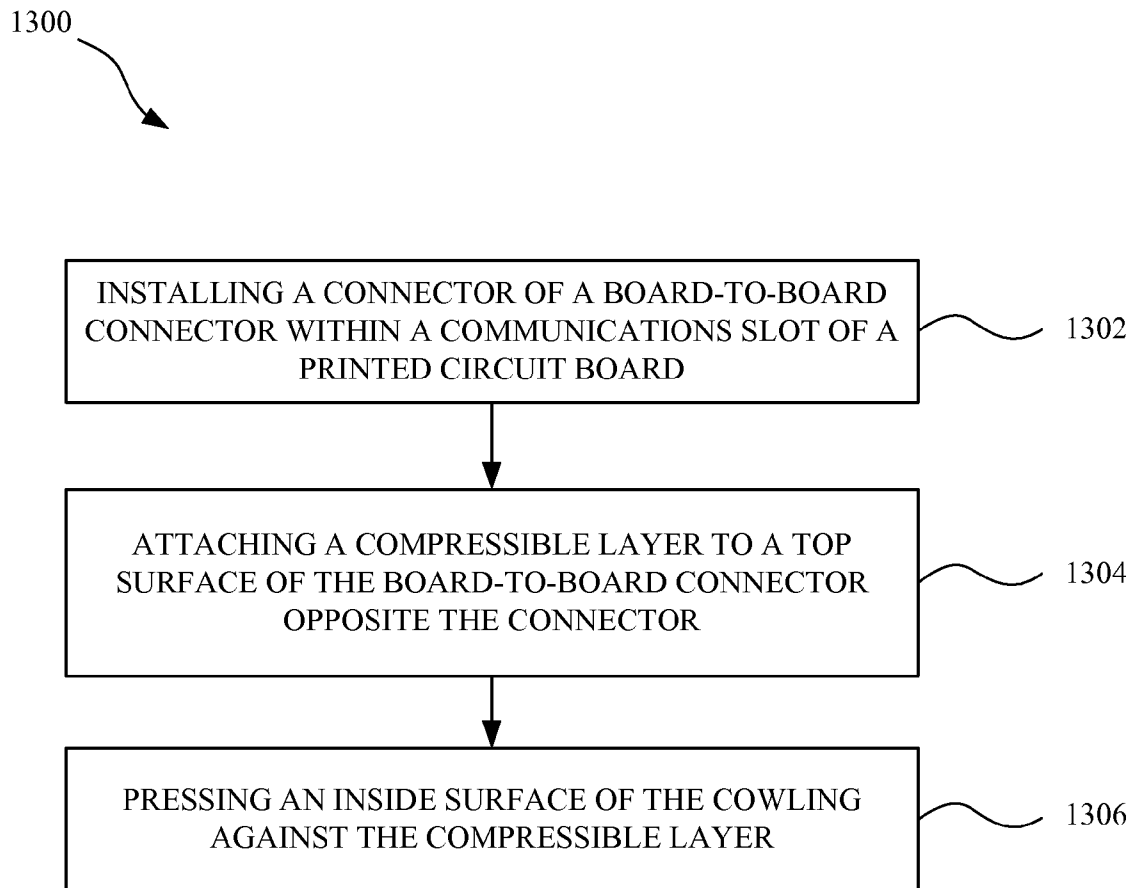 1300
INSTALLING A CONNECTOR OF A BOARD-TO-BOARD
CONNECTOR WITHIN A COMMUNICATIONS SLOT OF A
PRINTED CIRCUIT BOARD
1302
ATTACHING A COMPRESSIBLE LAYER TO A TOP
SURFACE OF THE BOARD-TO-BOARD CONNECTOR
OPPOSITE THE CONNECTOR
1304
PRESSING AN INSIDE SURFACE OF THE COWLING
AGAINST THE COMPRESSIBLE LAYER
1306